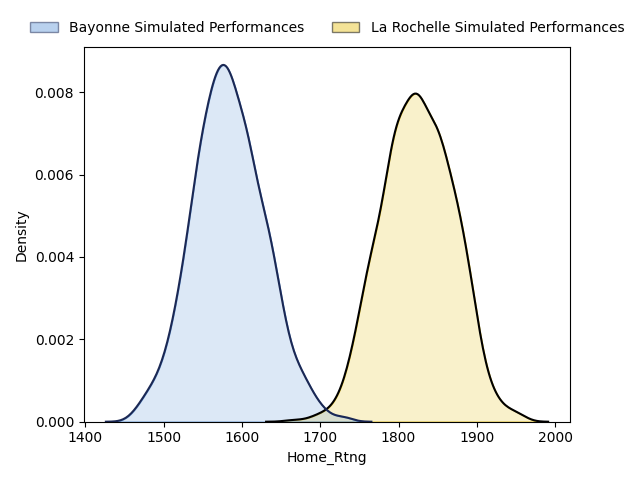 Bayonne Simulated Performances La Rochelle Simulated Performances
0.008
0.006
0.004
0.002
0.000
Density
1400 1500 1600 1700 1800 1900 2000
Home_Rtng